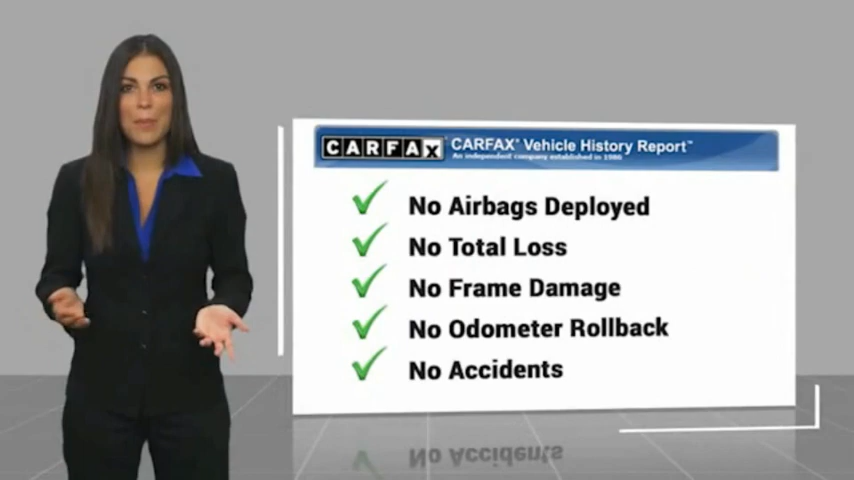 CARFAX CARFAX® Vehicle History Report™
An independent company established in 1986
No Airbags Deployed
No Total Loss
No Frame Damage
No Odometer Rollback
No Accidents
No Accidents